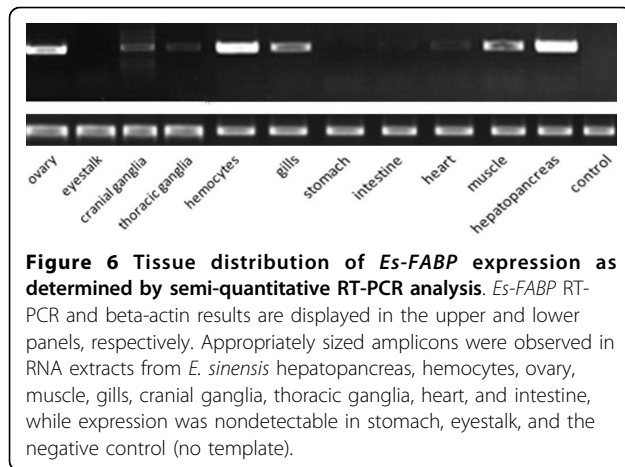 ovary eyestalk cranial ganglia thoracic ganglia hemocytes gills stomach intestine heart muscle hepatopancreas control
Figure 6 Tissue distribution of Es-FABP expression as
determined by semi-quantitative RT-PCR analysis. Es-FABP RT-
PCR and beta-actin results are displayed in the upper and lower
panels, respectively. Appropriately sized amplicons were observed in
RNA extracts from E. sinensis hepatopancreas, hemocytes, ovary,
muscle, gills, cranial ganglia, thoracic ganglia, heart, and intestine,
while expression was nondetectable in stomach, eyestalk, and the
negative control (no template).